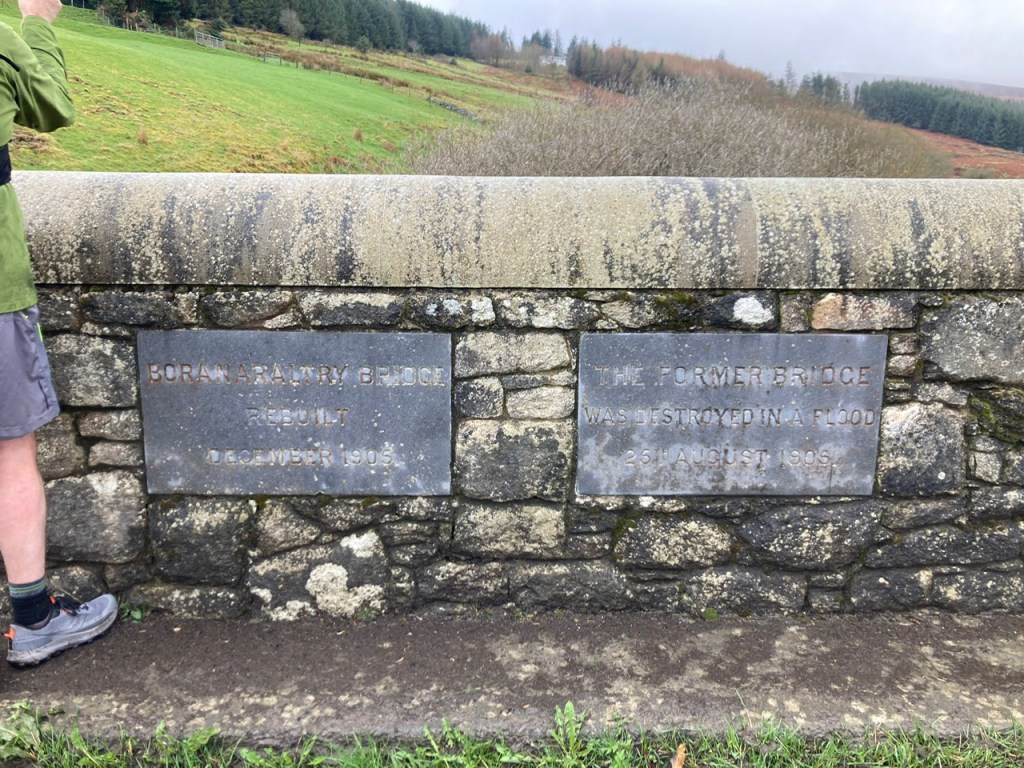 BORANARALTRY BRIDGE
REBUILT
DECEMBER 1905
THE FORMER BRIDGE
WAS DESTROYED IN A FLOOD
25TH AUGUST 1905